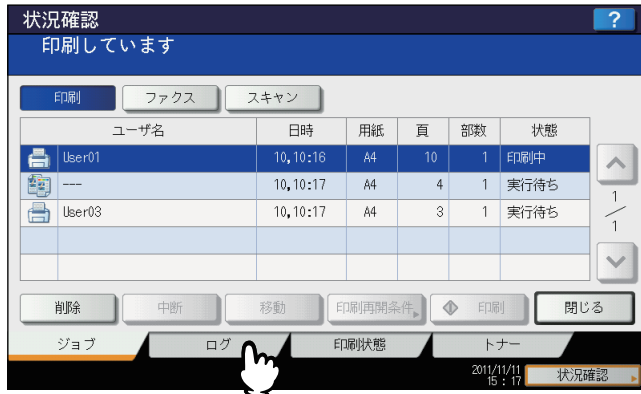 状況確認 ?
印刷しています
印刷 ファクス スキャン
ユーザ名 日時 用紙 頁 部数 状態
User01 10,10:16 A4 10 1 印刷中
--- 10,10:17 A4 4 1 実行待ち
User03 10,10:17 A4 3 1 実行待ち
1
/
1
削除 中断 移動 印刷再開条件 印刷 閉じる
ジョブ ログ 印刷状態 トナー
2011/11/11
15:17 状況確認